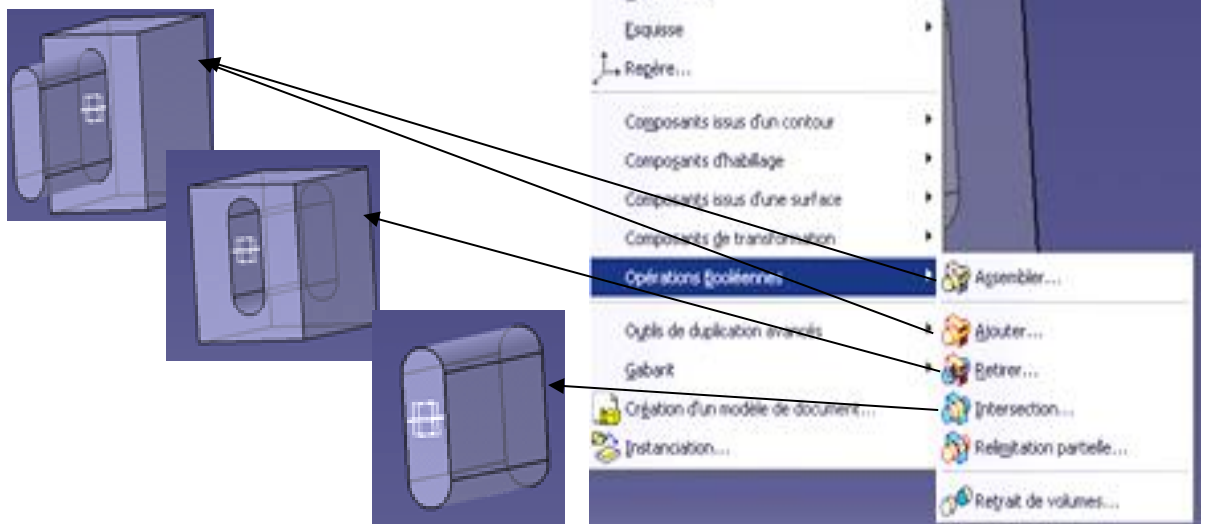 Esquisse
Repère...
Composants issus d'un contour
Composants d'habillage
Composants issus d'une surface
Composants de transformation
Opérations Booléennes
Assembler...
Outils de duplication avancés
Ajouter...
Gabarit
Retirer...
Création d'un modèle de document...
Intersection...
Instanciation...
Relimitation partielle...
Retrait de volumes...